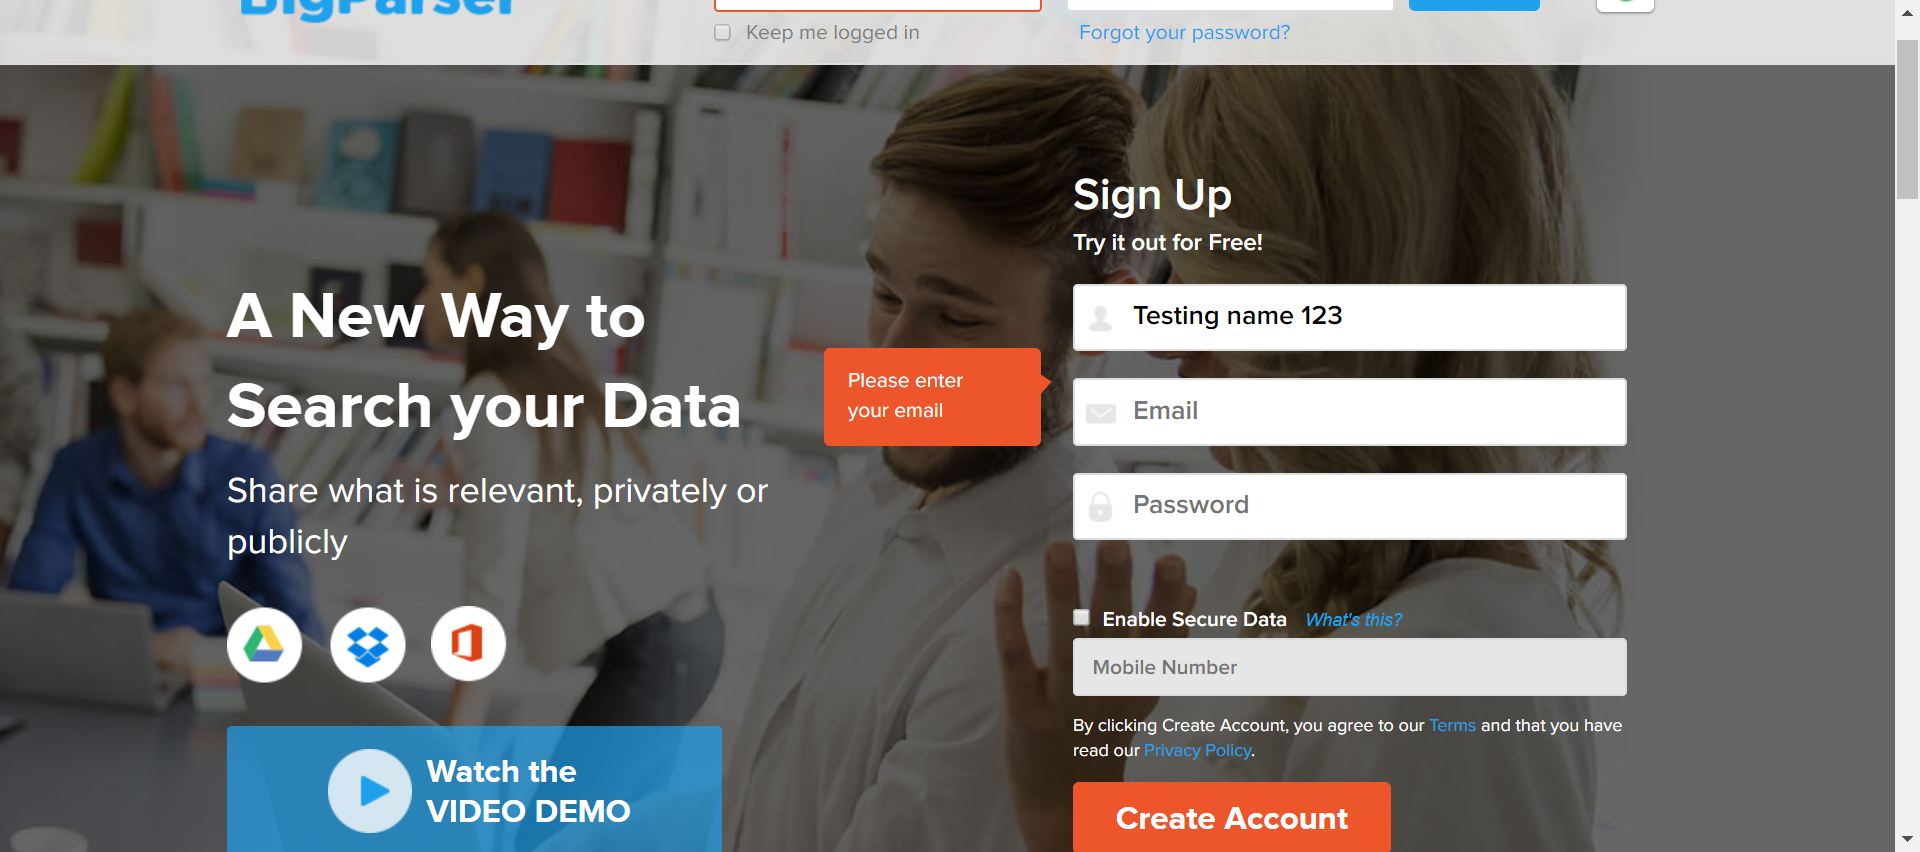 BigParser
Keep me logged in
Forgot your password?
Sign Up
Try it out for Free!
A New Way to
Search your Data
Share what is relevant, privately or
publicly
Watch the
VIDEO DEMO
Testing name 123
Please enter
your email
Email
Password
Enable Secure Data What's this?
Mobile Number
By clicking Create Account, you agree to our Terms and that you have
read our Privacy Policy.
Create Account